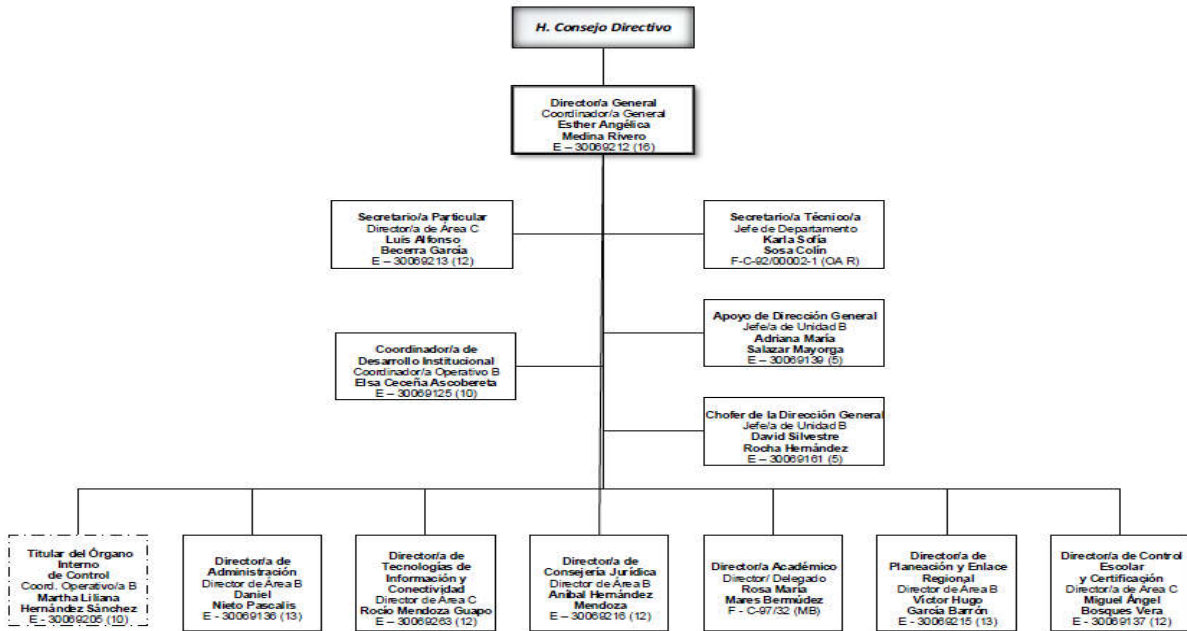 H. Consejo Directivo
Director/a General
Coordinador/a General
Esther Angélica
Medina Rivero
E – 30069212 (16)
Secretario/a Particular
Director/a de Área C
Luis Alfonso
Becerra García
E – 30069213 (12)
Secretario/a Técnico/a
Jefe de Departamento
Karla Sofía
Sosa Colín
F-C-92/00002-1 (OA R)
Apoyo de Dirección General
Jefe/a de Unidad B
Adriana María
Salazar Mayorga
E – 30069139 (5)
Coordinador/a de
Desarrollo Institucional
Coordinador/a Operativo B
Elsa Ceceña Ascobereta
E – 30069125 (10)
Chofer de la Dirección General
Jefe/a de Unidad B
David Silvestre
Rocha Hernández
E – 30069161 (5)
Titular del Órgano
Interno
de Control
Coord. Operativo/a B
Martha Liliana
Hernández Sánchez
E - 30069205 (10)
Director/a de
Administración
Director de Área B
Daniel
Nieto Pascalis
E - 30069136 (13)
Director/a de
Tecnologías de
Información y
Conectividad
Director de Área C
Rocío Mendoza Guapo
E – 30069263 (12)
Director/a de
Consejería Jurídica
Director de Área B
Aníbal Hernández
Mendoza
E – 30069216 (12)
Director/a Académico
Director/ Delegado
Rosa María
Mares Bermúdez
F - C-97/32 (MB)
Director/a de
Planeación y Enlace
Regional
Director de Área B
Víctor Hugo
García Barrón
E - 30069215 (13)
Director/a de Control
Escolar
y Certificación
Director/a de Área C
Miguel Ángel
Bosques Vera
E - 30069137 (12)